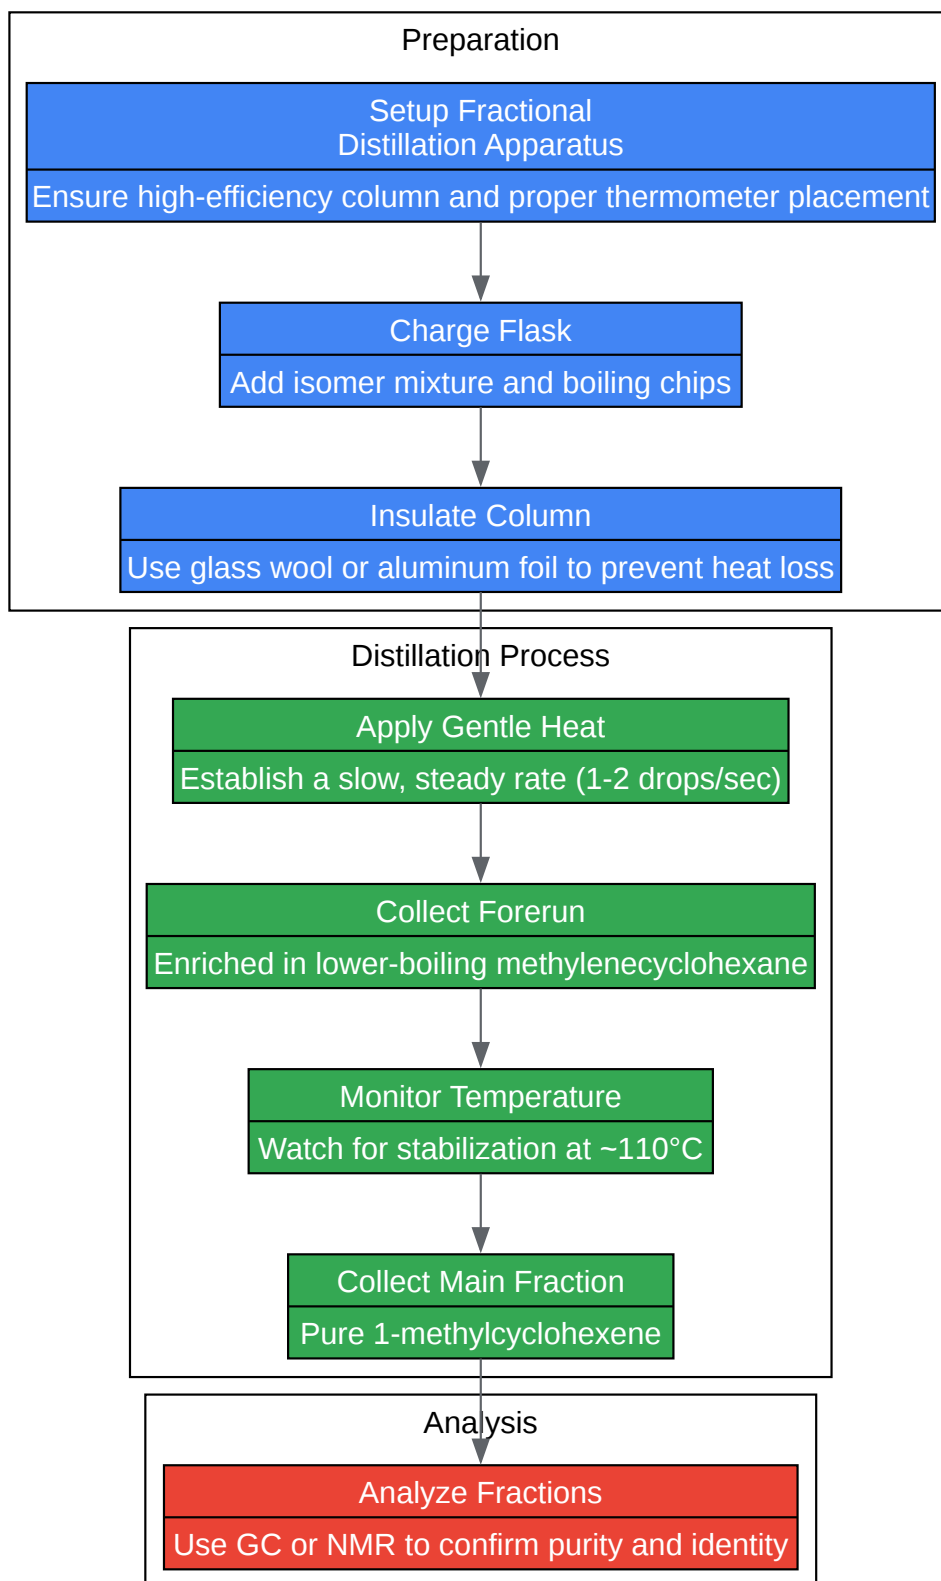 Preparation
Setup Fractional
Distillation Apparatus
Ensure high-efficiency column and proper thermometer placement
Charge Flask
Add isomer mixture and boiling chips
Insulate Column
Use glass wool or aluminum foil to prevent heat loss
Distillation Process
Apply Gentle Heat
Establish a slow, steady rate (1-2 drops/sec)
Collect Forerun
Enriched in lower-boiling methylenecyclohexane
Monitor Temperature
Watch for stabilization at ~110°C
Collect Main Fraction
Pure 1-methylcyclohexene
Analysis
Analyze Fractions
Use GC or NMR to confirm purity and identity